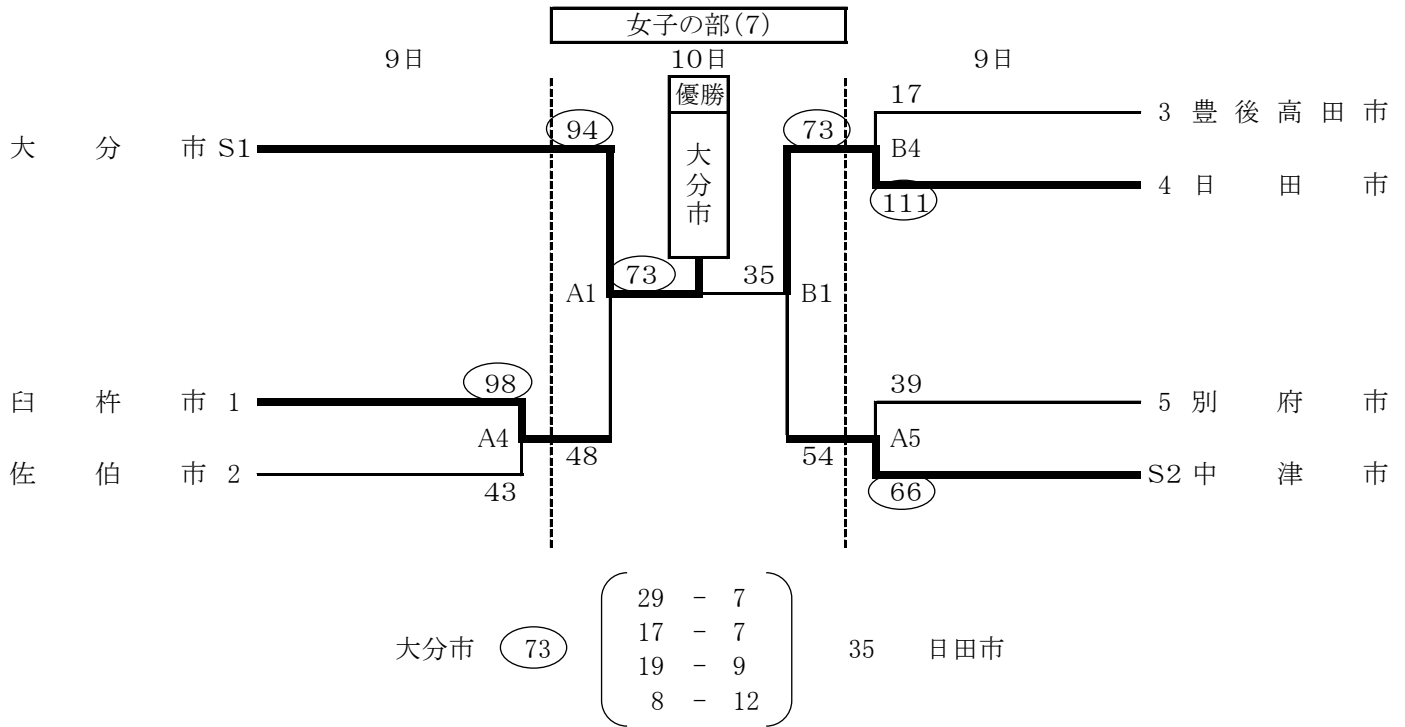 女子の部(7)
9日 10日 9日
優勝
大分市
94 73 17
大分市 S1
B4
3 豊後高田市
4 日田市
111
73 35
A1 B1
98 39
臼杵市 1
5 別府市
A4 48 54 A5
佐伯市 2
S2 中津市
43 66
29 - 7
17 - 7
大分市 73 35 日田市
19 - 9
8 - 12